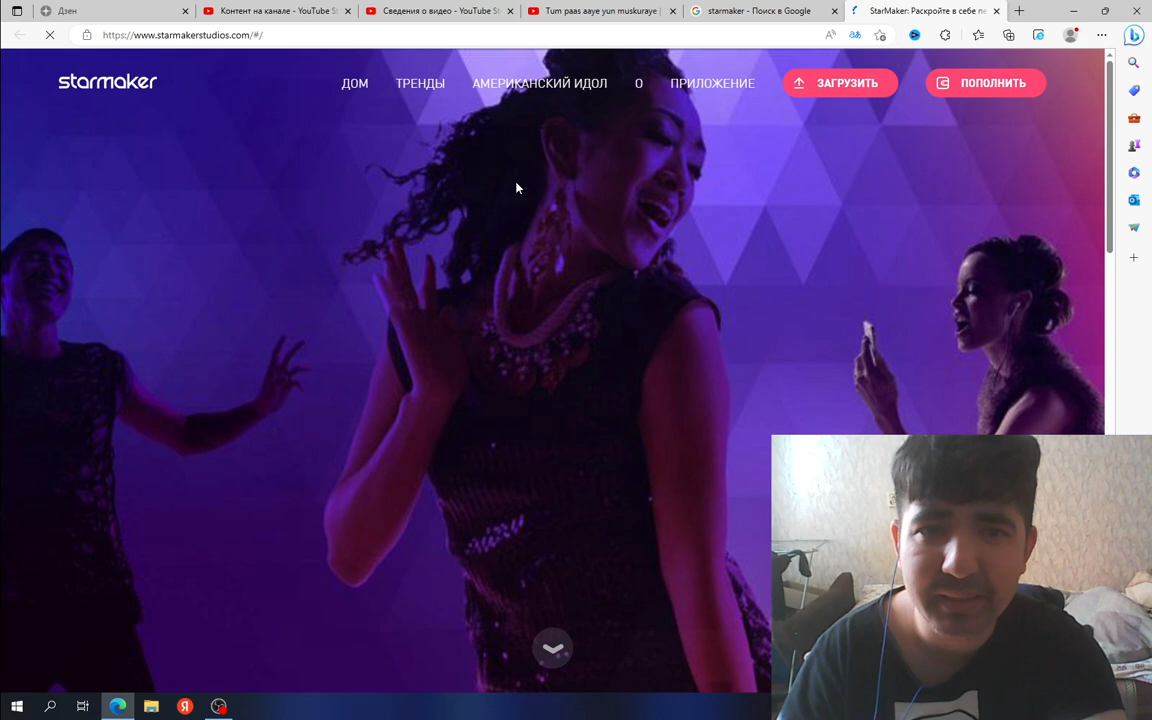 Дзен
Контент на канале - YouTube St
Сведения о видео - YouTube St
Tum paas aaye yun muskuraye |
starmaker - Поиск в Google
StarMaker: Раскройте в себе пе
https://www.starmakerstudios.com/#/
starmaker
ДОМ
ТРЕНДЫ
АМЕРИКАНСКИЙ ИДОЛ
О
ПРИЛОЖЕНИЕ
ЗАГРУЗИТЬ
ПОПОЛНИТЬ